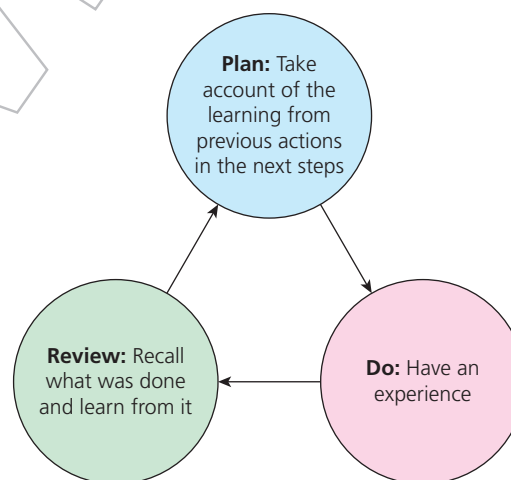 Plan: Take
account of the
learning from
previous actions
in the next steps
Review: Recall
what was done
and learn from it
Do: Have an
experience